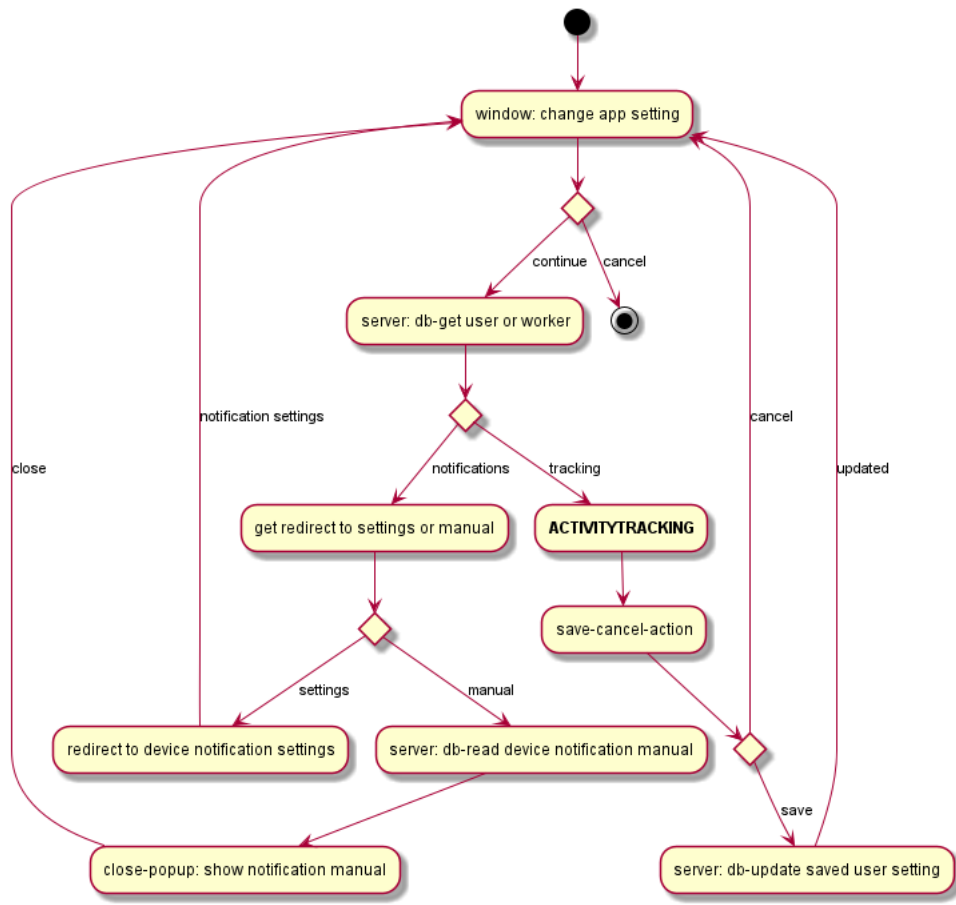 window: change app setting
continue
cancel
server: db-get user or worker
notification settings
cancel
close
notifications
tracking
updated
get redirect to settings or manual
ACTIVITYTRACKING
save-cancel-action
settings
manual
redirect to device notification settings
server: db-read device notification manual
save
close-popup: show notification manual
server: db-update saved user setting